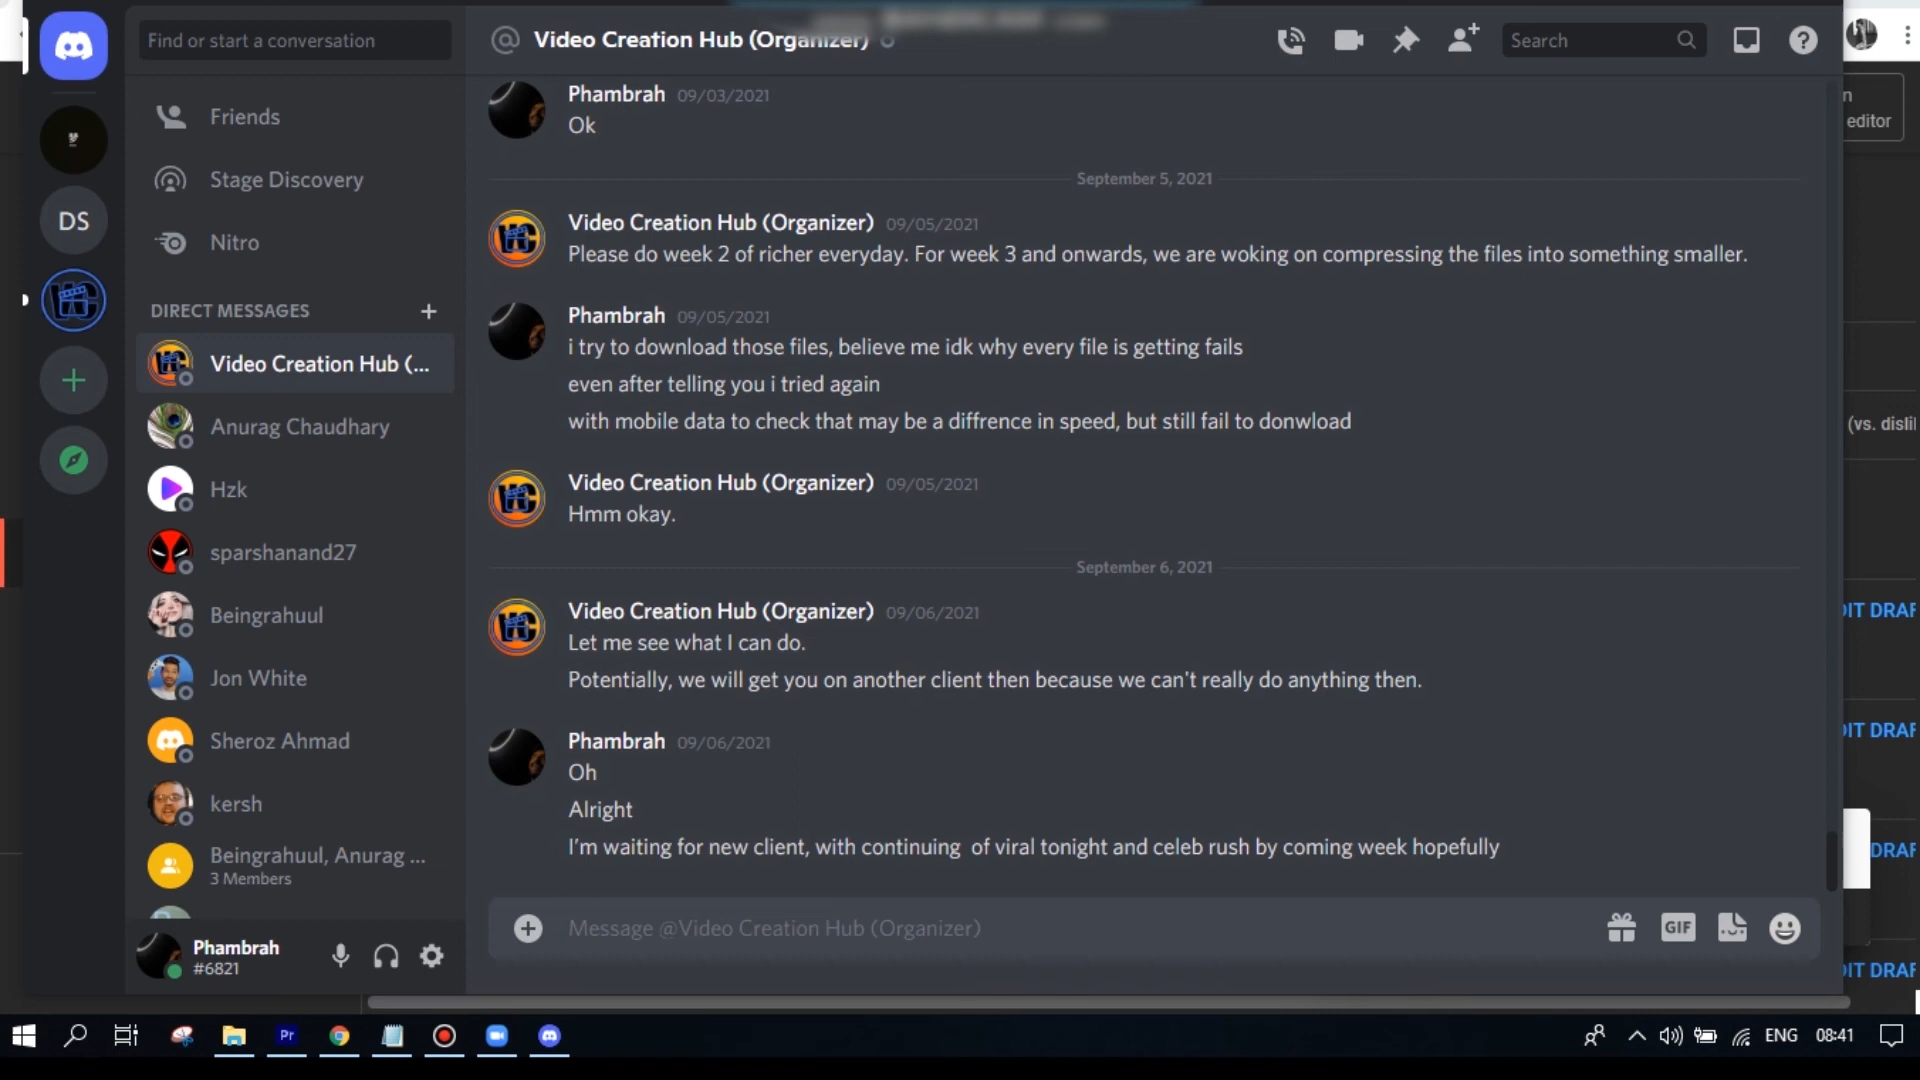 Find or start a conversation
Video Creation Hub (Organizer)
Search
Friends
Stage Discovery
Nitro
DIRECT MESSAGES
Video Creation Hub (...
Anurag Chaudhary
Hzk
sparshanand27
Beingrahuul
Jon White
Sheroz Ahmad
kersh
Beingrahuul, Anurag ...
3 Members
Phambrah
#6821
DS
Phambrah 09/03/2021
Ok
September 5, 2021
Video Creation Hub (Organizer) 09/05/2021
Please do week 2 of richer everyday. For week 3 and onwards, we are woking on compressing the files into something smaller.
Phambrah 09/05/2021
i try to download those files, believe me idk why every file is getting fails
even after telling you i tried again
with mobile data to check that may be a diffrence in speed, but still fail to donwload
Video Creation Hub (Organizer) 09/05/2021
Hmm okay.
September 6, 2021
Video Creation Hub (Organizer) 09/06/2021
Let me see what I can do.
Potentially, we will get you on another client then because we can't really do anything then.
Phambrah 09/06/2021
Oh
Alright
I'm waiting for new client, with continuing  of viral tonight and celeb rush by coming week hopefully
Message @Video Creation Hub (Organizer)
GIF
n
editor
(vs. disli
DIT DRAF
DIT DRAF
DRAF
DIT DRAF
Pr
ENG
08:41